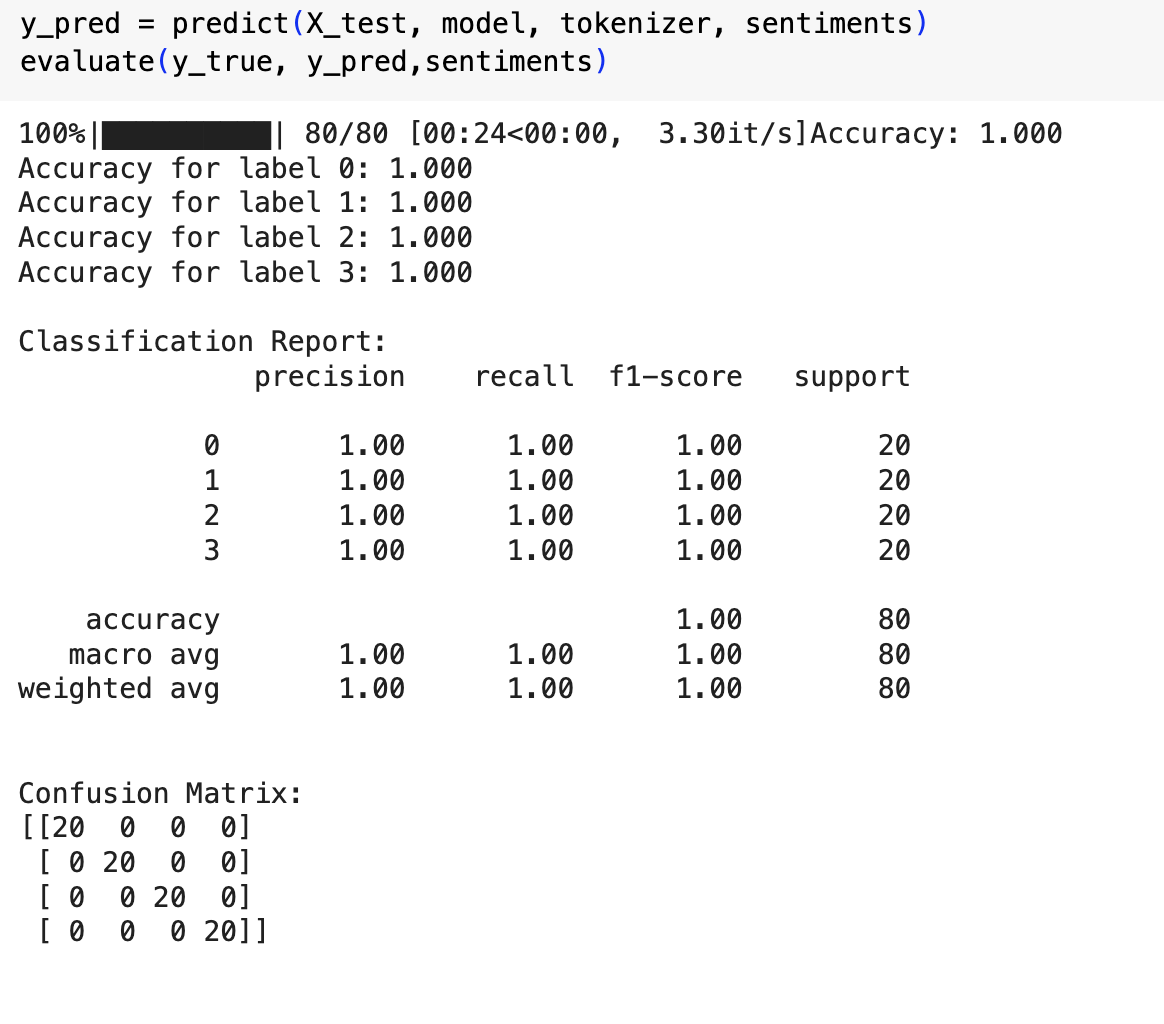 y_pred = predict(X_test, model, tokenizer, sentiments)
evaluate(y_true, y_pred,sentiments)
100%|██████████| 80/80 [00:24<00:00,  3.30it/s]Accuracy: 1.000
Accuracy for label 0: 1.000
Accuracy for label 1: 1.000
Accuracy for label 2: 1.000
Accuracy for label 3: 1.000
Classification Report:
              precision    recall  f1-score   support
           0       1.00      1.00      1.00        20
           1       1.00      1.00      1.00        20
           2       1.00      1.00      1.00        20
           3       1.00      1.00      1.00        20
    accuracy                           1.00        80
   macro avg       1.00      1.00      1.00        80
weighted avg       1.00      1.00      1.00        80
Confusion Matrix:
[[20  0  0  0]
 [ 0 20  0  0]
 [ 0  0 20  0]
 [ 0  0  0 20]]